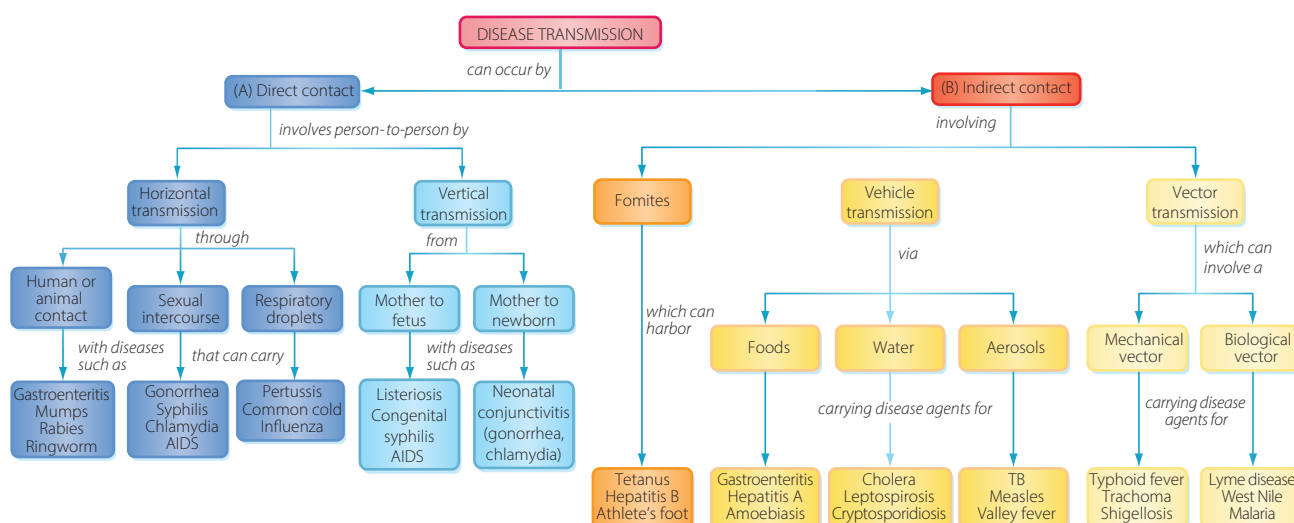 DISEASE TRANSMISSION
can occur by
(A) Direct contact
(B) Indirect contact
involves person-to-person by
involving
Horizontal
transmission
Vertical
transmission
Fomites
Vehicle
transmission
Vector
transmission
through
from
via
which can
involve a
Human or
animal
contact
Sexual
intercourse
Respiratory
droplets
Mother to
fetus
Mother to
newborn
which can
harbor
Foods
Water
Aerosols
Mechanical
vector
Biological
vector
with diseases
such as
that can carry
with diseases
such as
carrying disease agents for
carrying disease
agents for
Gastroenteritis
Mumps
Rabies
Ringworm
Gonorrhea
Syphilis
Chlamydia
AIDS
Pertussis
Common cold
Influenza
Listeriosis
Congenital
syphilis
AIDS
Neonatal
conjunctivitis
(gonorrhea,
chlamydia)
Tetanus
Hepatitis B
Athlete's foot
Gastroenteritis
Hepatitis A
Amoebiasis
Cholera
Leptospirosis
Cryptosporidiosis
TB
Measles
Valley fever
Typhoid fever
Trachoma
Shigellosis
Lyme disease
West Nile
Malaria